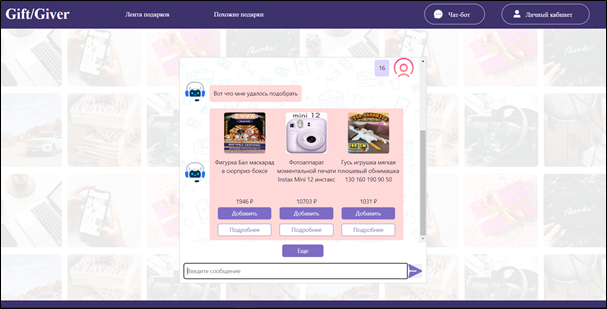 Gift/Giver
Лента подарков
Похожие подарки
Чат-бот
Личный кабинет
16
Вот что мне удалось подобрать
mini 12
Фигурка Бал маскарад
в сюрприз-боксе
Фотоаппарат
моментальной печати
Instax Mini 12 инстакс
Гусь игрушка мягкая
плюшевый обнимашка
130 160 190 90 50
1946 ₽
10703 ₽
1031 ₽
Добавить
Добавить
Добавить
Подробнее
Подробнее
Подробнее
Еще
Введите сообщение